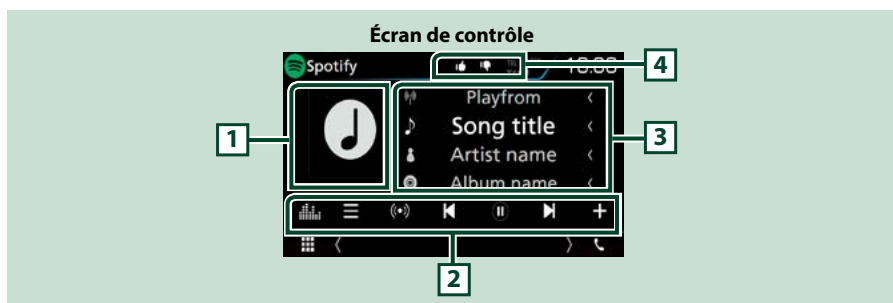 Écran de contrôle
Spotify
4
Playfrom
1
Song title
3
Artist name
Album name
2